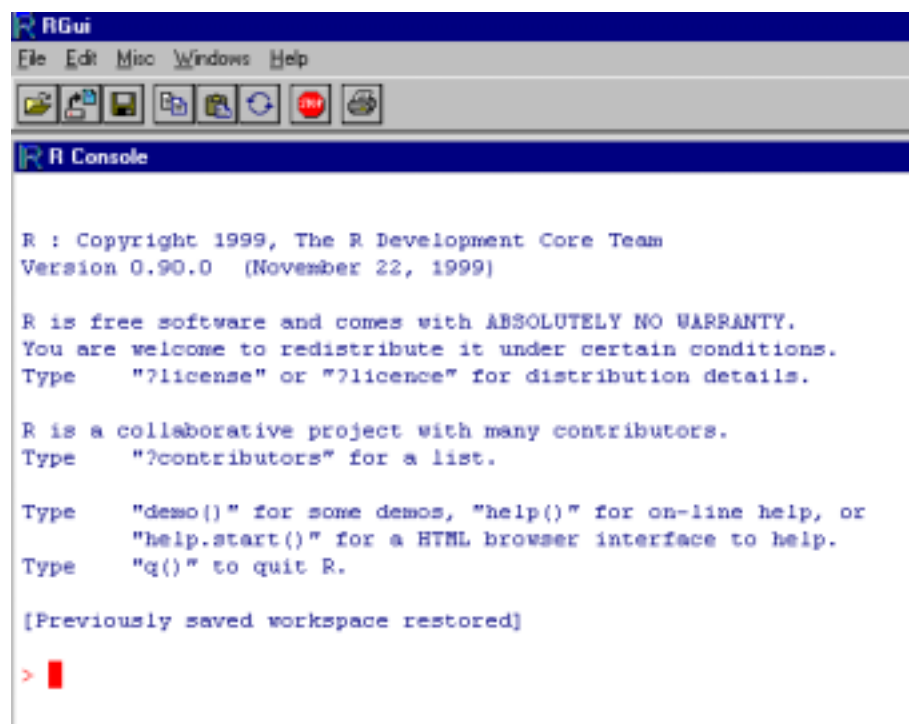 RGui
File Edit Misc Windows Help
STOP
R Console
R : Copyright 1999, The R Development Core Team
Version 0.90.0 (November 22, 1999)
R is free software and comes with ABSOLUTELY NO WARRANTY.
You are welcome to redistribute it under certain conditions.
Type "?license" or "?licence" for distribution details.
R is a collaborative project with many contributors.
Type "?contributors" for a list.
Type "demo()" for some demos, "help()" for on-line help, or
"help.start()" for a HTML browser interface to help.
Type "q()" to quit R.
[Previously saved workspace restored]
>